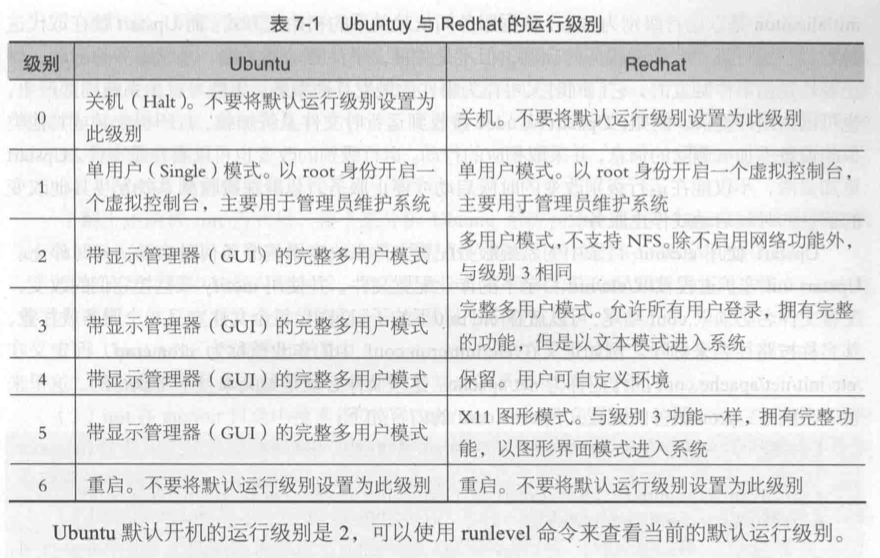 表 7-1 Ubuntuy 与 Redhat 的运行级别
级别 Ubuntu Redhat
0 关机（Halt）。不要将默认运行级别设置为
此级别
关机。不要将默认运行级别设置为此级别
1 单用户（Single）模式。以 root 身份开启一
个虚拟控制台，主要用于管理员维护系统
单用户模式。以 root 身份开启一个虚拟控制台，
主要用于管理员维护系统
2 带显示管理器（GUI）的完整多用户模式
多用户模式，不支持 NFS。除不启用网络功能外，
与级别 3 相同
3 带显示管理器（GUI）的完整多用户模式
完整多用户模式。允许所有用户登录，拥有完整
的功能，但是以文本模式进入系统
4 带显示管理器（GUI）的完整多用户模式 保留。用户可自定义环境
5 带显示管理器（GUI）的完整多用户模式
X11 图形模式。与级别 3 功能一样，拥有完整功
能，以图形界面模式进入系统
6 重启。不要将默认运行级别设置为此级别 重启。不要将默认运行级别设置为此级别
Ubuntu 默认开机的运行级别是 2，可以使用 runlevel 命令来查看当前的默认运行级别。